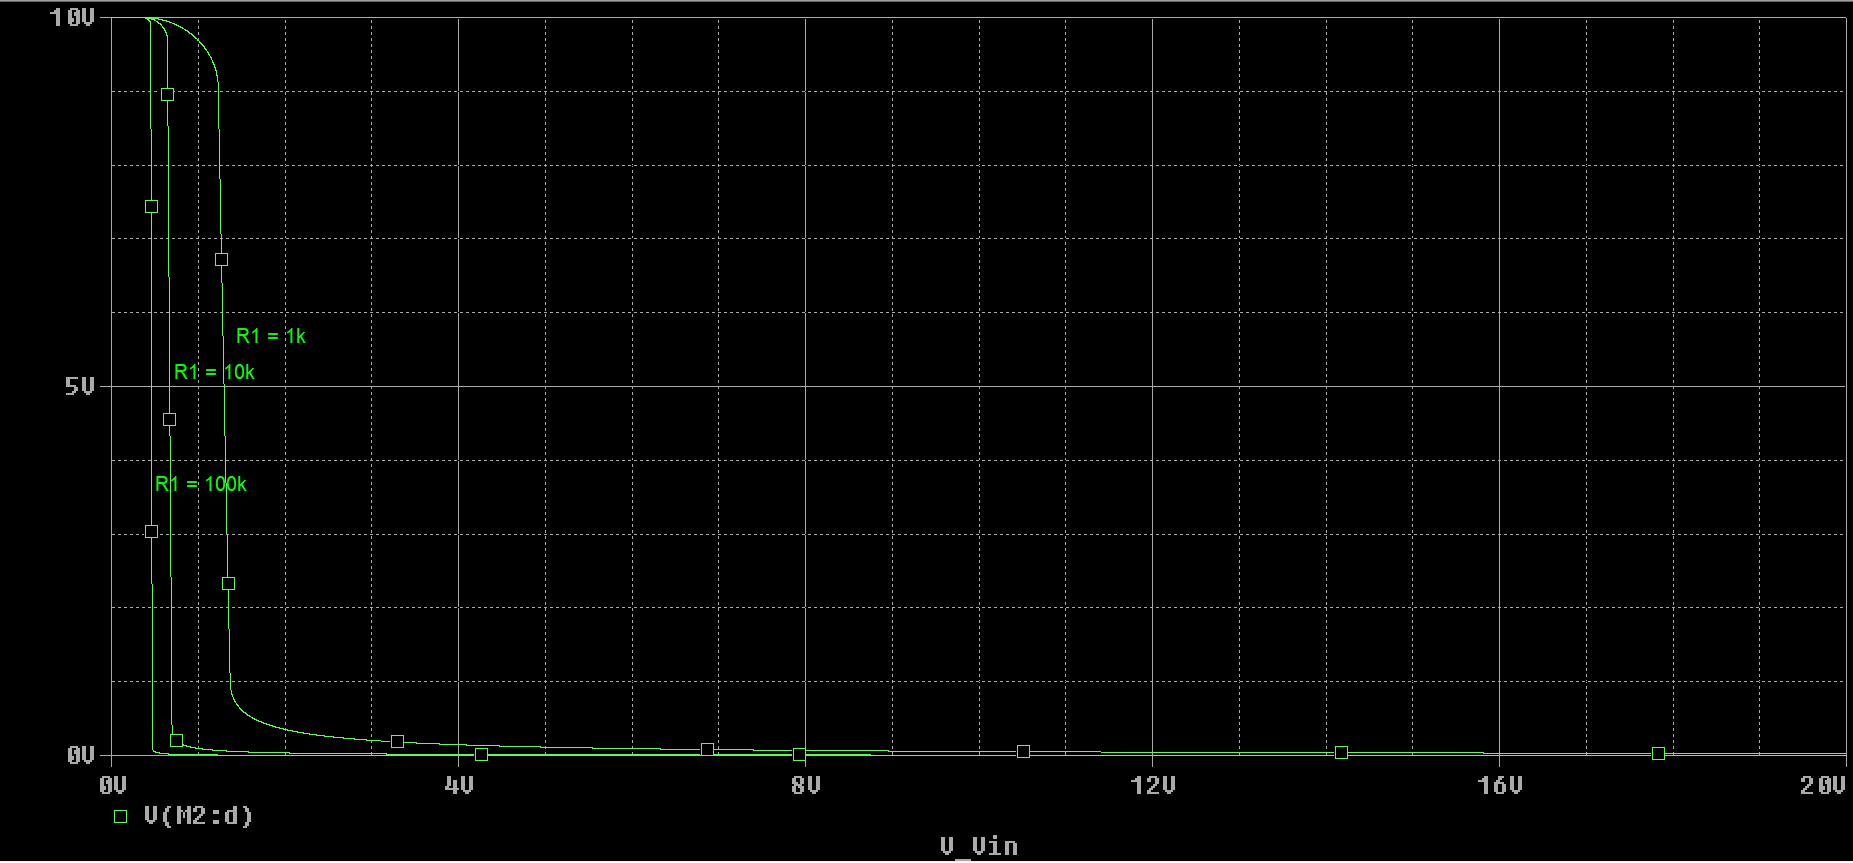 10V
R1 = 1k
R1 = 10k
5V
R1 = 100k
0V
0V 4V 8V 12V 16V 20V
V(M2:d)
V_Vin